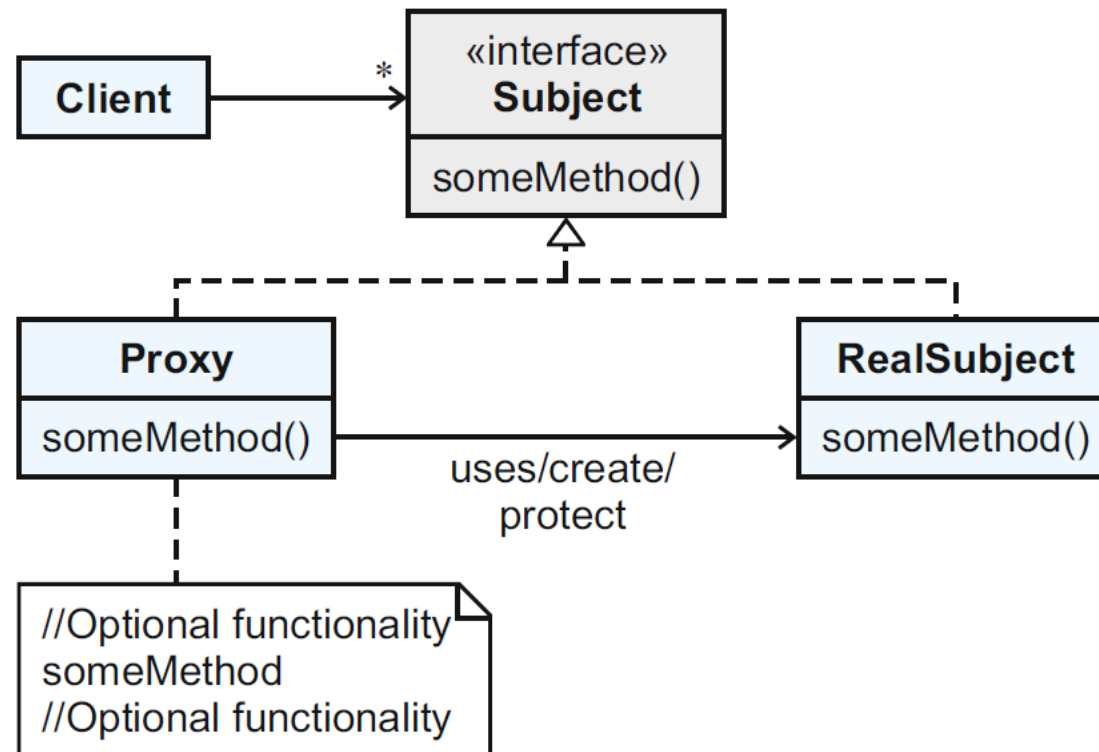 Client
*
«interface»
Subject
someMethod()
Proxy
someMethod()
uses/create/
protect
RealSubject
someMethod()
//Optional functionality
someMethod
//Optional functionality